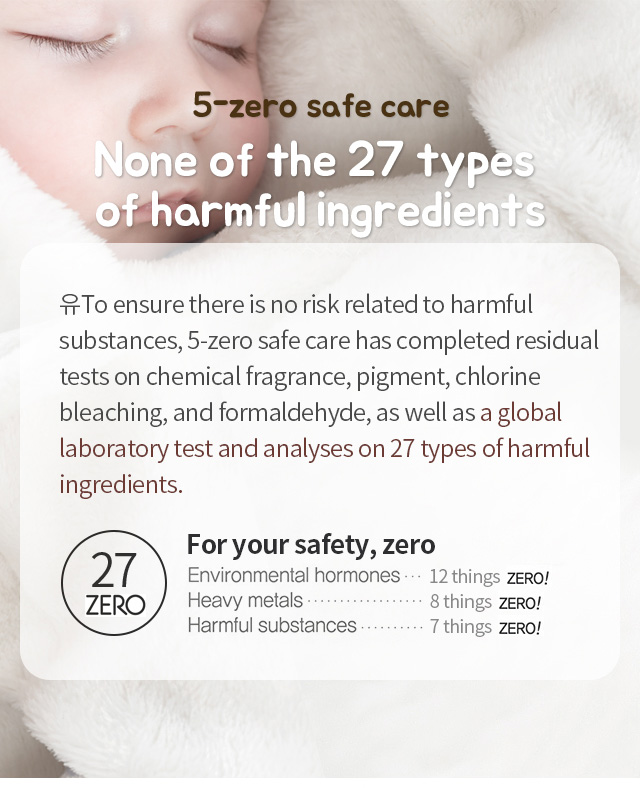 5-zero safe care
None of the 27 types
of harmful ingredients
유To ensure there is no risk related to harmful
substances, 5-zero safe care has completed residual
tests on chemical fragrance, pigment, chlorine
bleaching, and formaldehyde, as well as a global
laboratory test and analyses on 27 types of harmful
ingredients.
27
ZERO
For your safety, zero
Environmental hormones ··· 12 things ZERO!
Heavy metals ·················· 8 things ZERO!
Harmful substances ·········· 7 things ZERO!